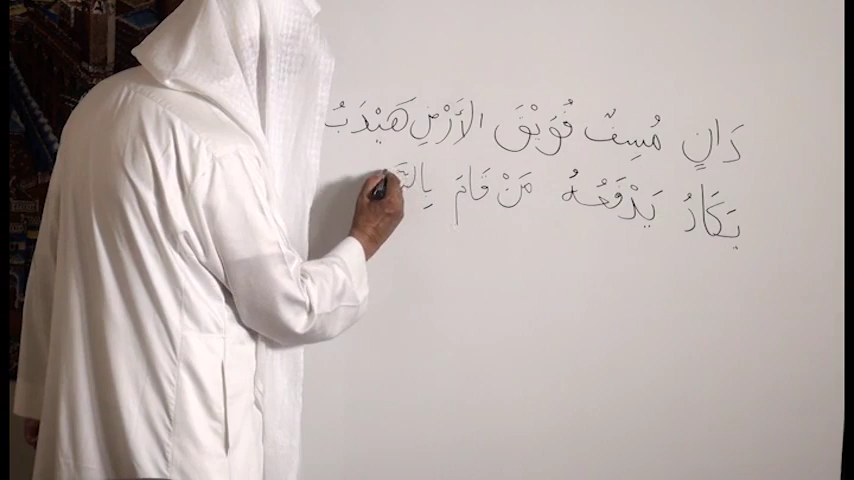 دَانٍ مُسِفٌّ فُوَيْقَ الأَرْضِ هَيْدَبُ
يَكَادُ يَدْفَعُهُ مَنْ قَامَ